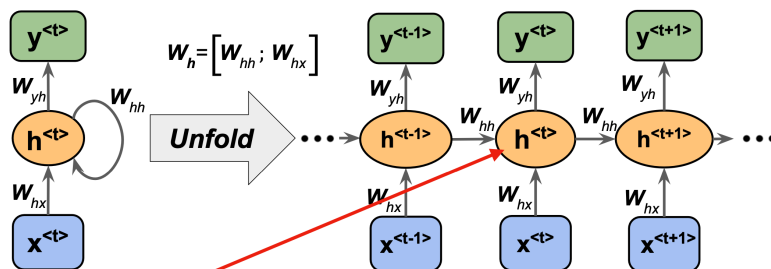 y<t> y<t-1> y<t> y<t+1>
W_h=[W_hh ; W_hx]
W_yh W_hh W_yh W_yh W_yh
h<t> Unfold ••• h<t-1> W_hh h<t> W_hh h<t+1> •••
W_hx W_hx W_hx W_hx
x<t> x<t-1> x<t> x<t+1>